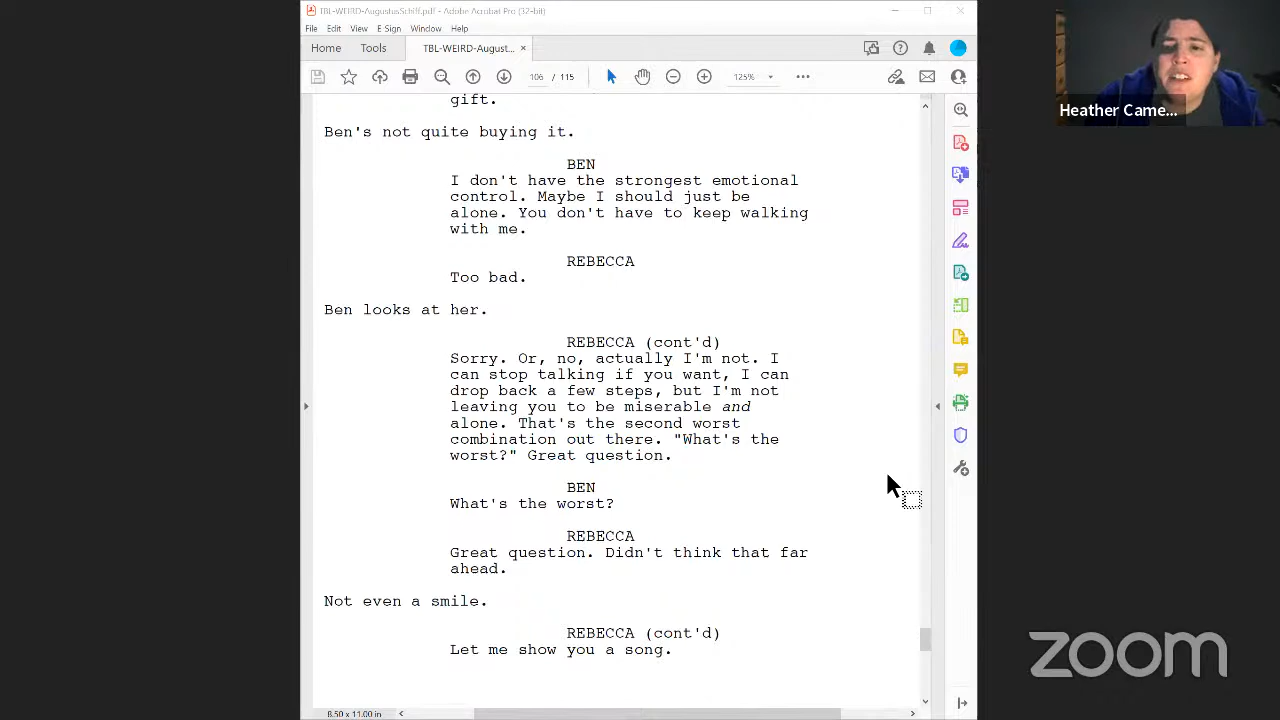 TBL-WEIRD-AugustusSchiff.pdf - Adobe Acrobat Pro (32-bit)
File Edit View E Sign Window Help
Home Tools TBL-WEIRD-August... ×
106 / 115 125%
gift.
Ben's not quite buying it.
BEN
I don't have the strongest emotional
control. Maybe I should just be
alone. You don't have to keep walking
with me.
REBECCA
Too bad.
Ben looks at her.
REBECCA (cont'd)
Sorry. Or, no, actually I'm not. I
can stop talking if you want, I can
drop back a few steps, but I'm not
leaving you to be miserable and
alone. That's the second worst
combination out there. "What's the
worst?" Great question.
BEN
What's the worst?
REBECCA
Great question. Didn't think that far
ahead.
Not even a smile.
REBECCA (cont'd)
Let me show you a song.
8.50 x 11.00 in
Heather Came...
zoom